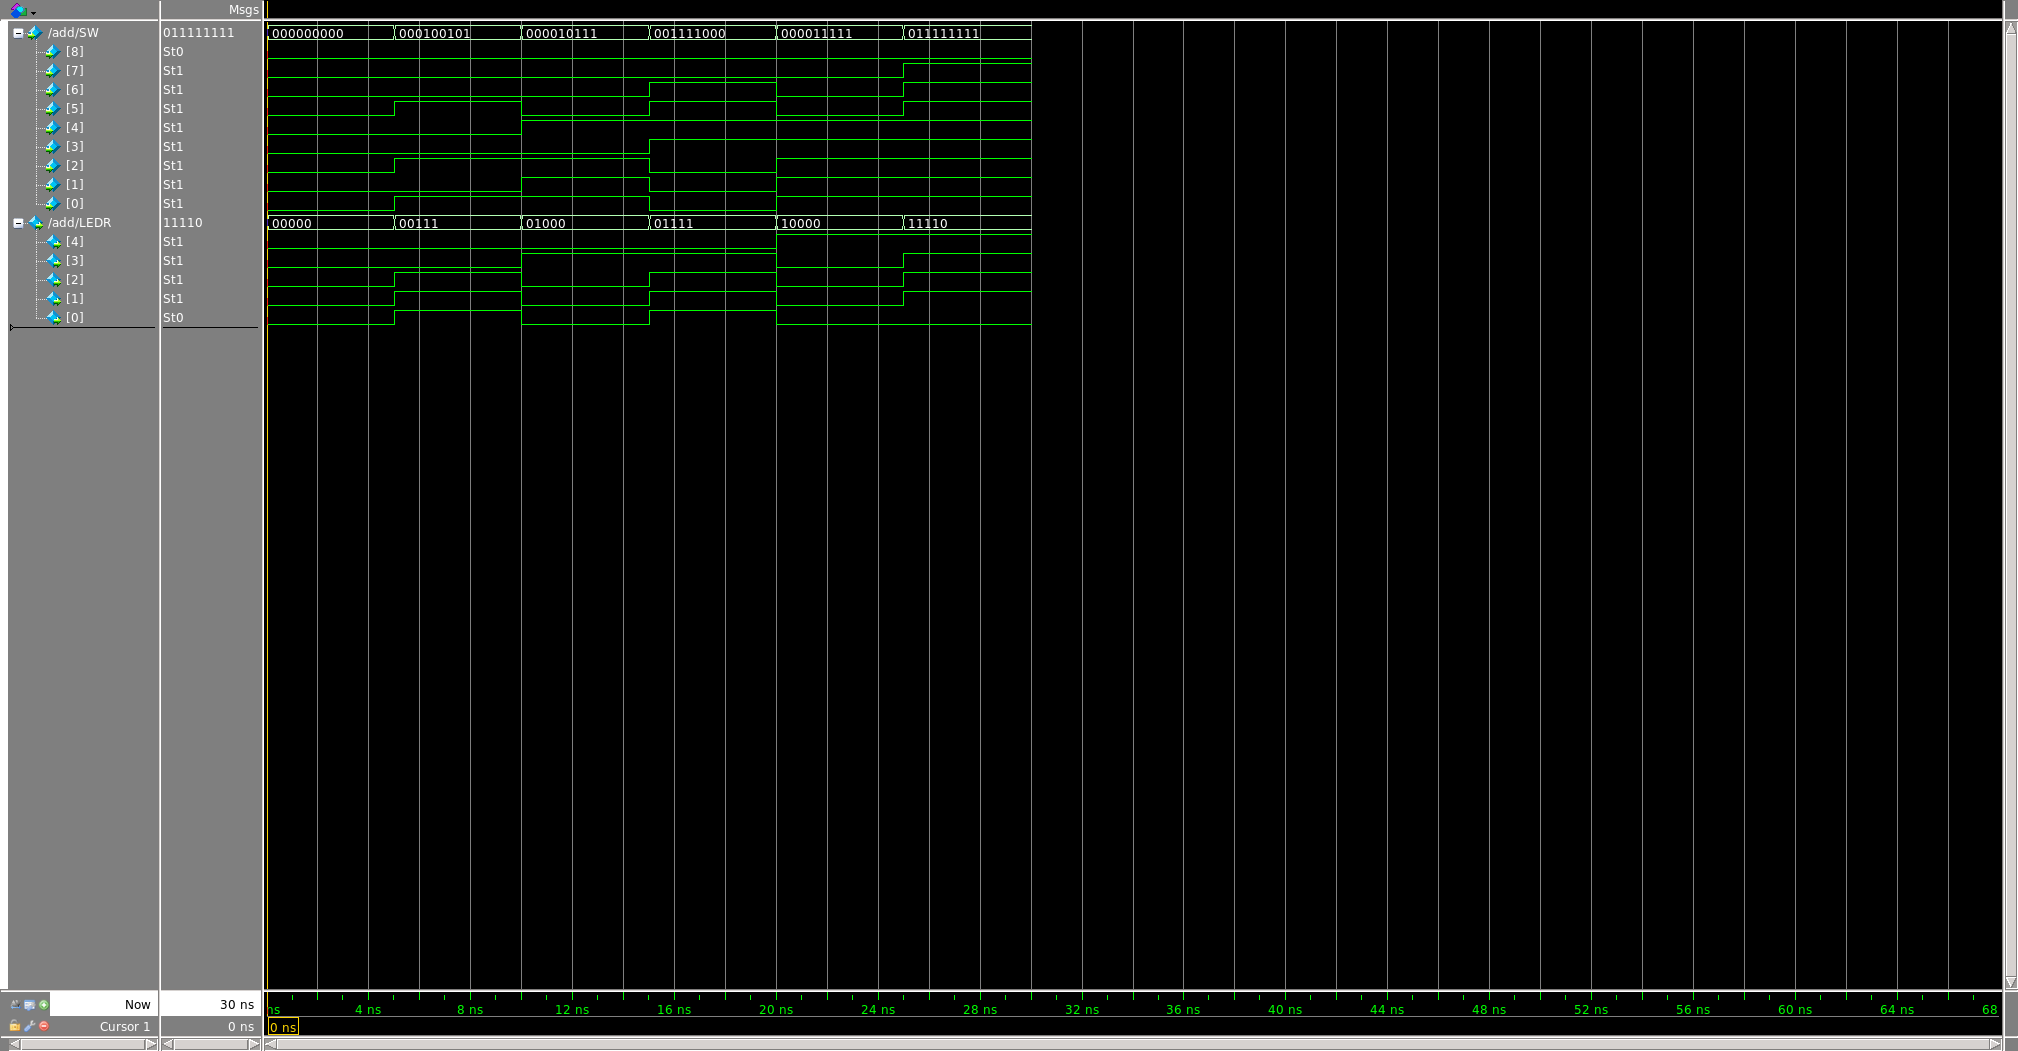 Msgs
/add/SW 011111111 000000000 000100101 000010111 001111000 000011111 011111111
[8] St0
[7] St1
[6] St1
[5] St1
[4] St1
[3] St1
[2] St1
[1] St1
[0] St1
/add/LEDR 11110 00000 00111 01000 01111 10000 11110
[4] St1
[3] St1
[2] St1
[1] St1
[0] St0
Now 30 ns ns 4 ns 8 ns 12 ns 16 ns 20 ns 24 ns 28 ns 32 ns 36 ns 40 ns 44 ns 48 ns 52 ns 56 ns 60 ns 64 ns 68
Cursor 1 0 ns 0 ns